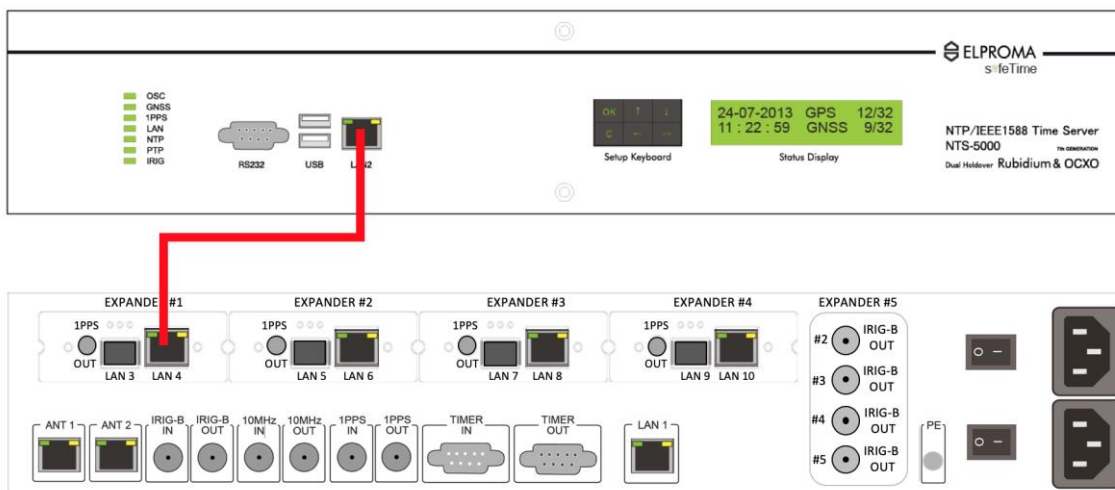 ELPROMA
safeTime
OSC
GNSS
1PPS
LAN
NTP
PTP
IRIG
RS232
USB
LAN2
OK ↑ ↓
C ← →
Setup Keyboard
24-07-2013 GPS 12/32
11 : 22 : 59 GNSS 9/32
Status Display
NTP/IEEE1588 Time Server
NTS-5000 7th GENERATION
Dual Holdover Rubidium & OCXO
EXPANDER #1
EXPANDER #2
EXPANDER #3
EXPANDER #4
EXPANDER #5
1PPS
OUT
LAN 3
LAN 4
1PPS
OUT
LAN 5
LAN 6
1PPS
OUT
LAN 7
LAN 8
1PPS
OUT
LAN 9
LAN 10
#2 IRIG-B
OUT
#3 IRIG-B
OUT
#4 IRIG-B
OUT
#5 IRIG-B
OUT
O I
O I
ANT 1
ANT 2
IRIG-B
IN
IRIG-B
OUT
10MHz
IN
10MHz
OUT
1PPS
IN
1PPS
OUT
TIMER
IN
TIMER
OUT
LAN 1
PE